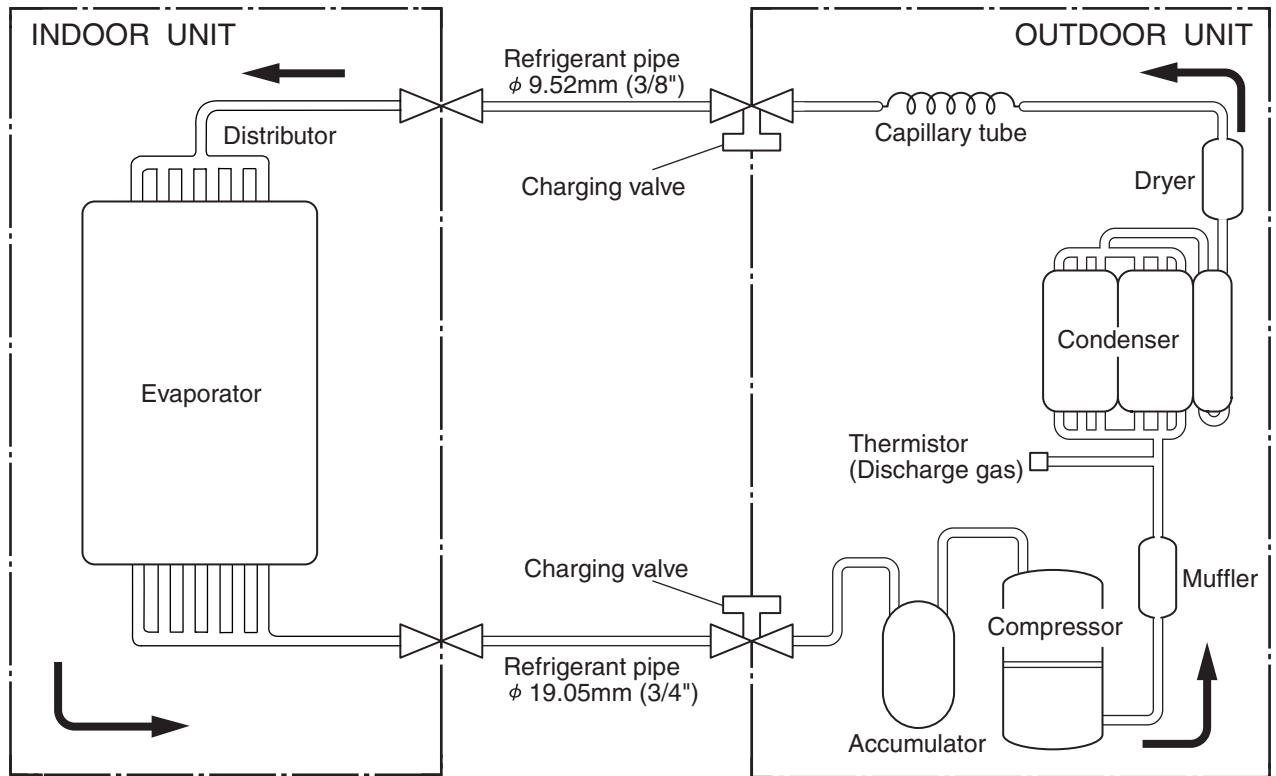 INDOOR UNIT
OUTDOOR UNIT
Refrigerant pipe
ϕ 9.52mm (3/8")
Distributor
Capillary tube
Charging valve
Dryer
Condenser
Evaporator
Thermistor
(Discharge gas)
Charging valve
Muffler
Compressor
Refrigerant pipe
ϕ 19.05mm (3/4")
Accumulator